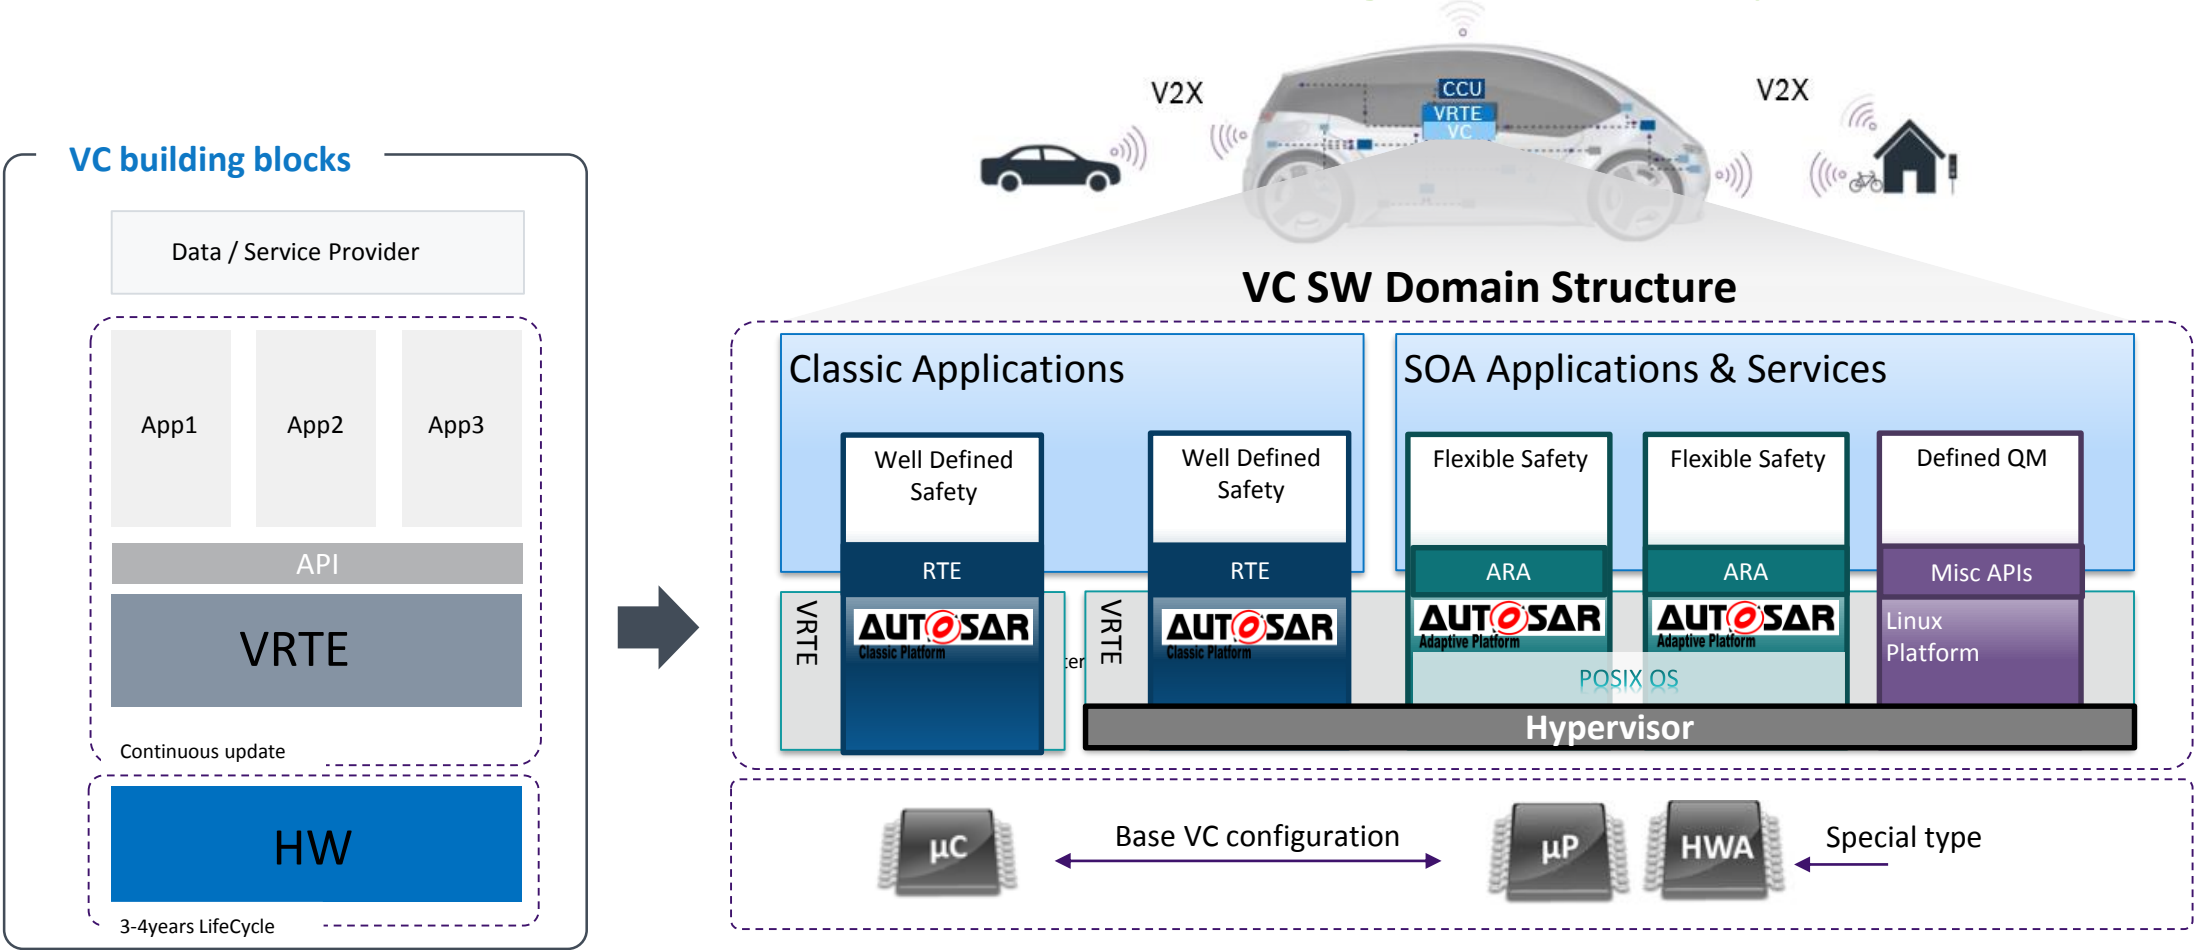 V2X
V2X
CCU
VRTE
VC
VC building blocks
Data / Service Provider
App1
App2
App3
API
VRTE
Continuous update
HW
3-4years LifeCycle
VC SW Domain Structure
Classic Applications
SOA Applications & Services
Well Defined
Safety
Well Defined
Safety
Flexible Safety
Flexible Safety
Defined QM
RTE
RTE
ARA
ARA
Misc APIs
VRTE
AUTOSAR
Classic Platform
VRTE
AUTOSAR
Classic Platform
AUTOSAR
Adaptive Platform
AUTOSAR
Adaptive Platform
Linux
Platform
POSIX OS
Hypervisor
µC
Base VC configuration
µP
HWA
Special type